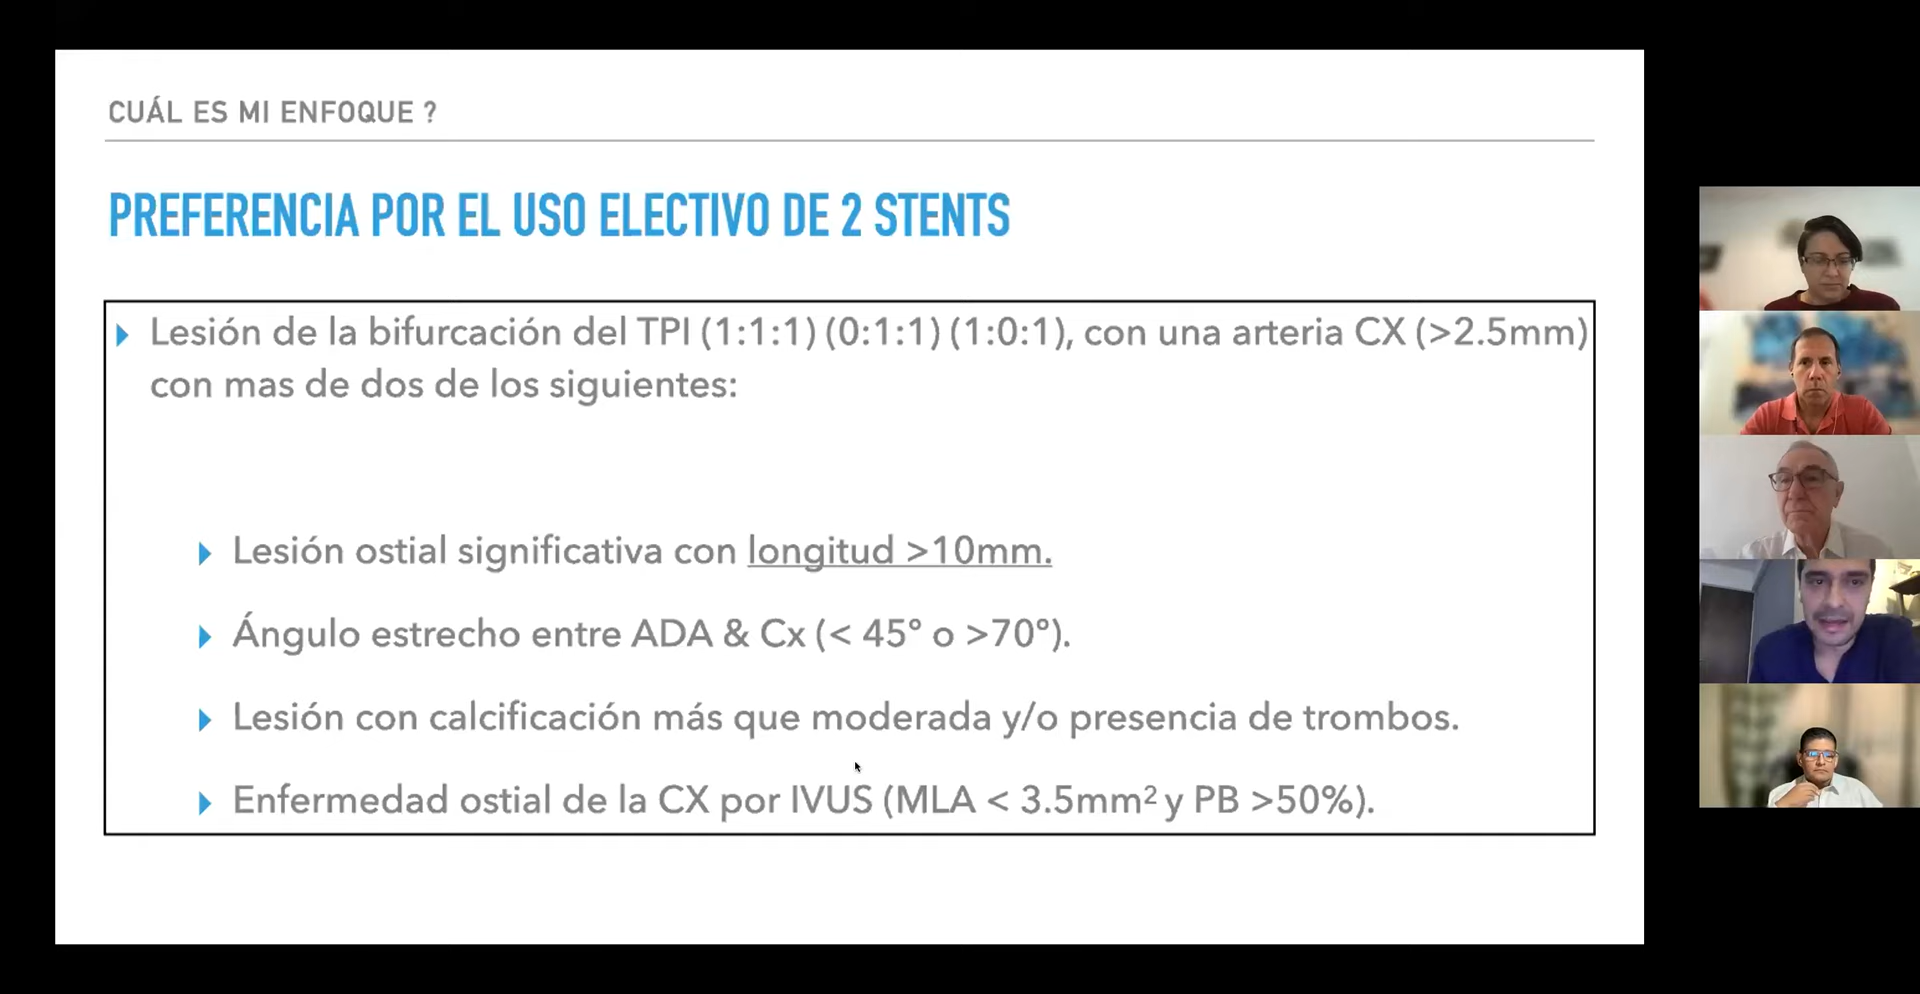 CUÁL ES MI ENFOQUE ?
PREFERENCIA POR EL USO ELECTIVO DE 2 STENTS
Lesión de la bifurcación del TPI (1:1:1) (0:1:1) (1:0:1), con una arteria CX (>2.5mm)
con mas de dos de los siguientes:
Lesión ostial significativa con longitud >10mm.
Ángulo estrecho entre ADA & Cx (< 45° o >70°).
Lesión con calcificación más que moderada y/o presencia de trombos.
Enfermedad ostial de la CX por IVUS (MLA < 3.5mm² y PB >50%).